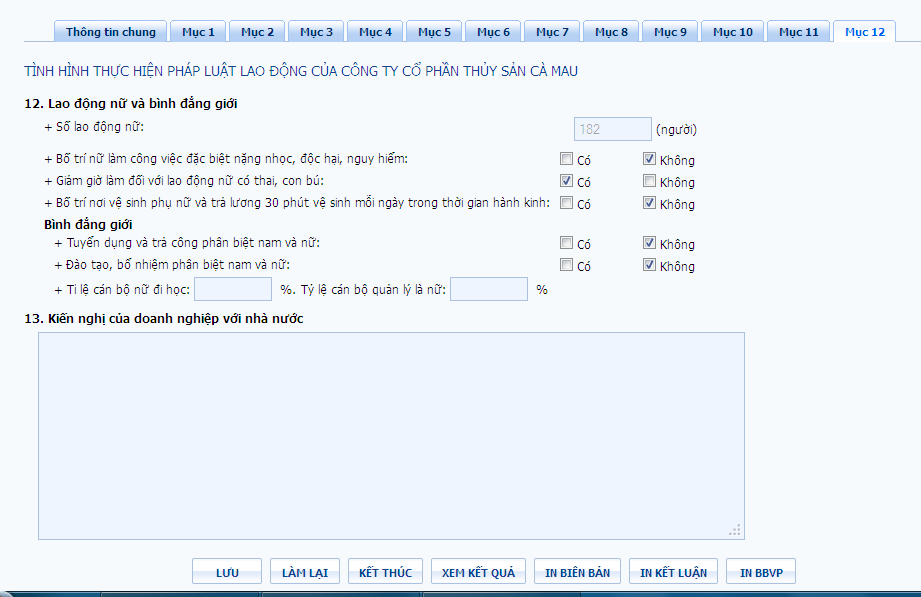 Thông tin chung Mục 1 Mục 2 Mục 3 Mục 4 Mục 5 Mục 6 Mục 7 Mục 8 Mục 9 Mục 10 Mục 11 Mục 12
TÌNH HÌNH THỰC HIỆN PHÁP LUẬT LAO ĐỘNG CỦA CÔNG TY CỔ PHẦN THỦY SẢN CÀ MAU
12. Lao động nữ và bình đẳng giới
+ Số lao động nữ: 182 (người)
+ Bố trí nữ làm công việc đặc biệt nặng nhọc, độc hại, nguy hiểm: Có Không
+ Giảm giờ làm đối với lao động nữ có thai, con bú: Có Không
+ Bố trí nơi vệ sinh phụ nữ và trả lương 30 phút vệ sinh mỗi ngày trong thời gian hành kinh: Có Không
Bình đẳng giới
+ Tuyển dụng và trả công phân biệt nam và nữ: Có Không
+ Đào tạo, bổ nhiệm phân biệt nam và nữ: Có Không
+ Tỉ lệ cán bộ nữ đi học: %. Tỷ lệ cán bộ quản lý là nữ: %
13. Kiến nghị của doanh nghiệp với nhà nước
LƯU LÀM LẠI KẾT THÚC XEM KẾT QUẢ IN BIÊN BẢN IN KẾT LUẬN IN BBVP